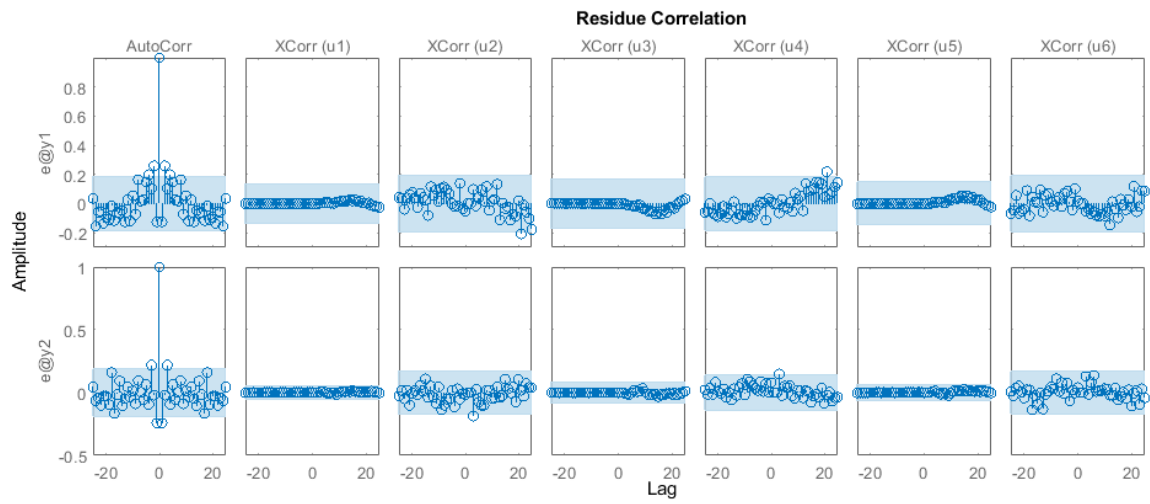 Residue Correlation
AutoCorr XCorr (u1) XCorr (u2) XCorr (u3) XCorr (u4) XCorr (u5) XCorr (u6)
Amplitude
e@y1
0.8
0.6
0.4
0.2
0
-0.2
e@y2
1
0.5
0
-0.5
-20 0 20 -20 0 20 -20 0 20 -20 0 20 -20 0 20 -20 0 20 -20 0 20
Lag